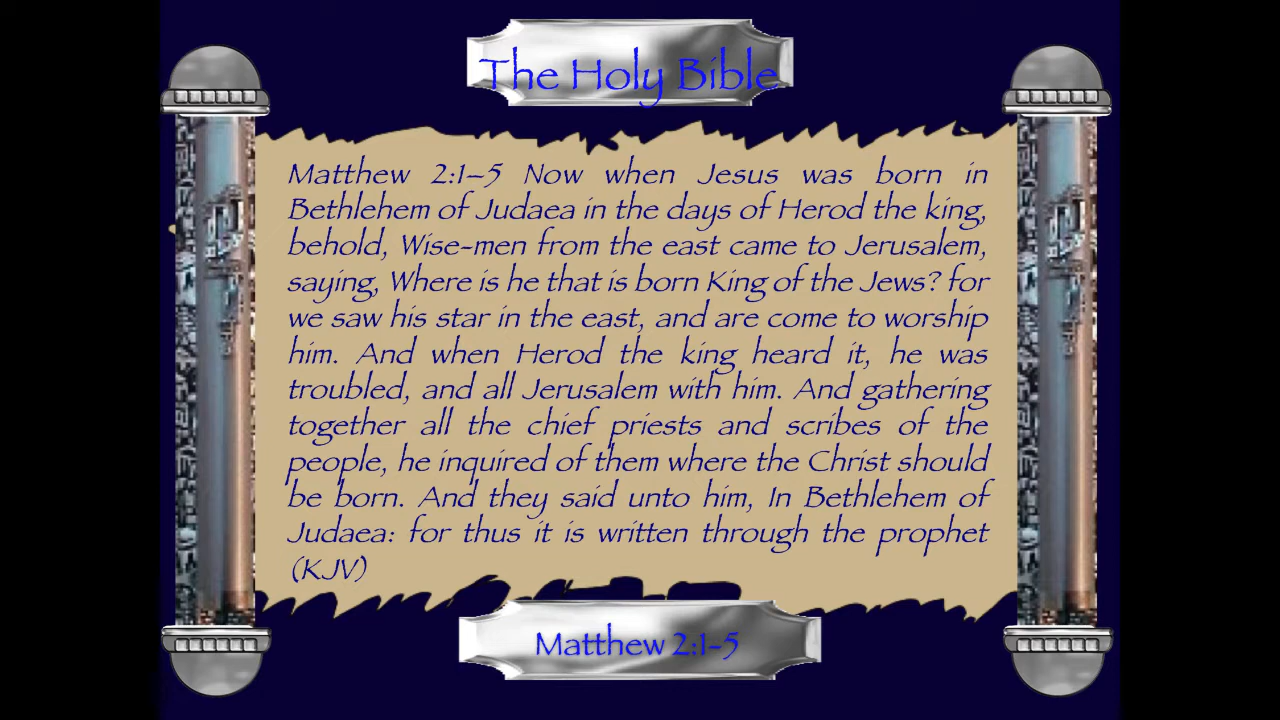 The Holy Bible
Matthew 2:1–5 Now when Jesus was born in
Bethlehem of Judaea in the days of Herod the king,
behold, Wise-men from the east came to Jerusalem,
saying, Where is he that is born King of the Jews? for
we saw his star in the east, and are come to worship
him. And when Herod the king heard it, he was
troubled, and all Jerusalem with him. And gathering
together all the chief priests and scribes of the
people, he inquired of them where the Christ should
be born. And they said unto him, In Bethlehem of
Judaea: for thus it is written through the prophet
(KJV)
Matthew 2:1-5